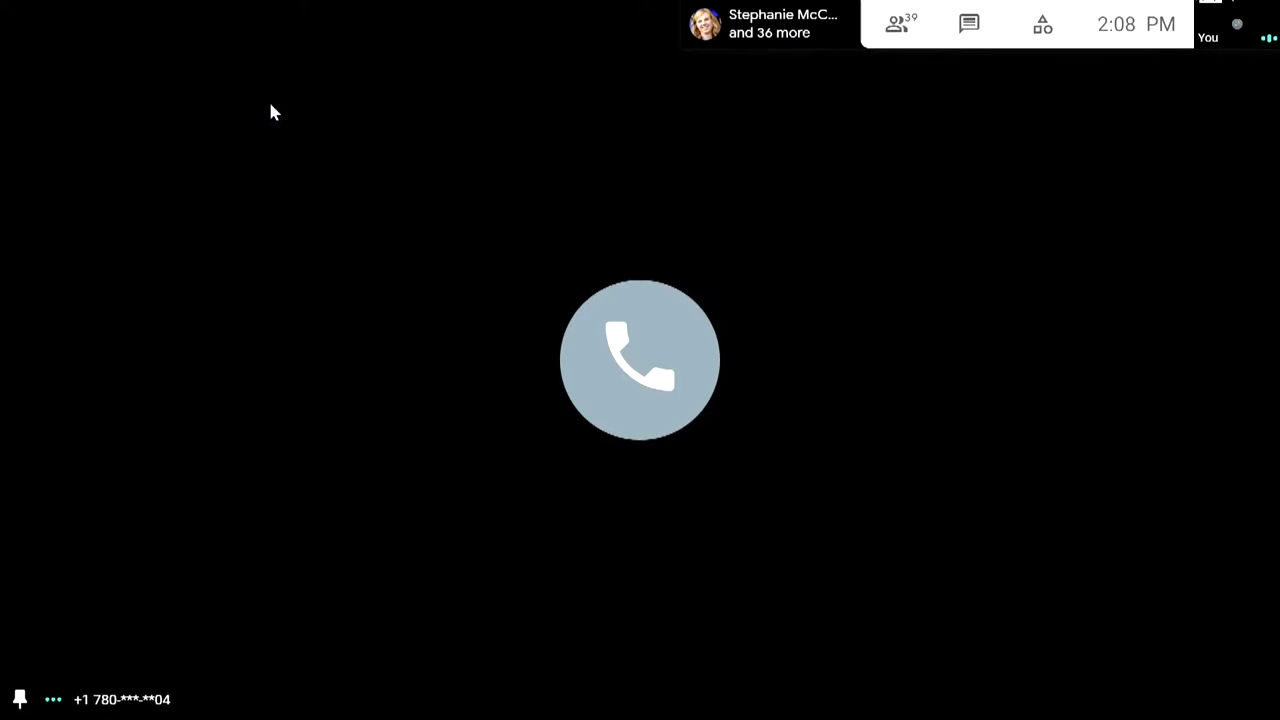 Stephanie McC...
and 36 more
39
2:08 PM
You
+1 780-***-**04